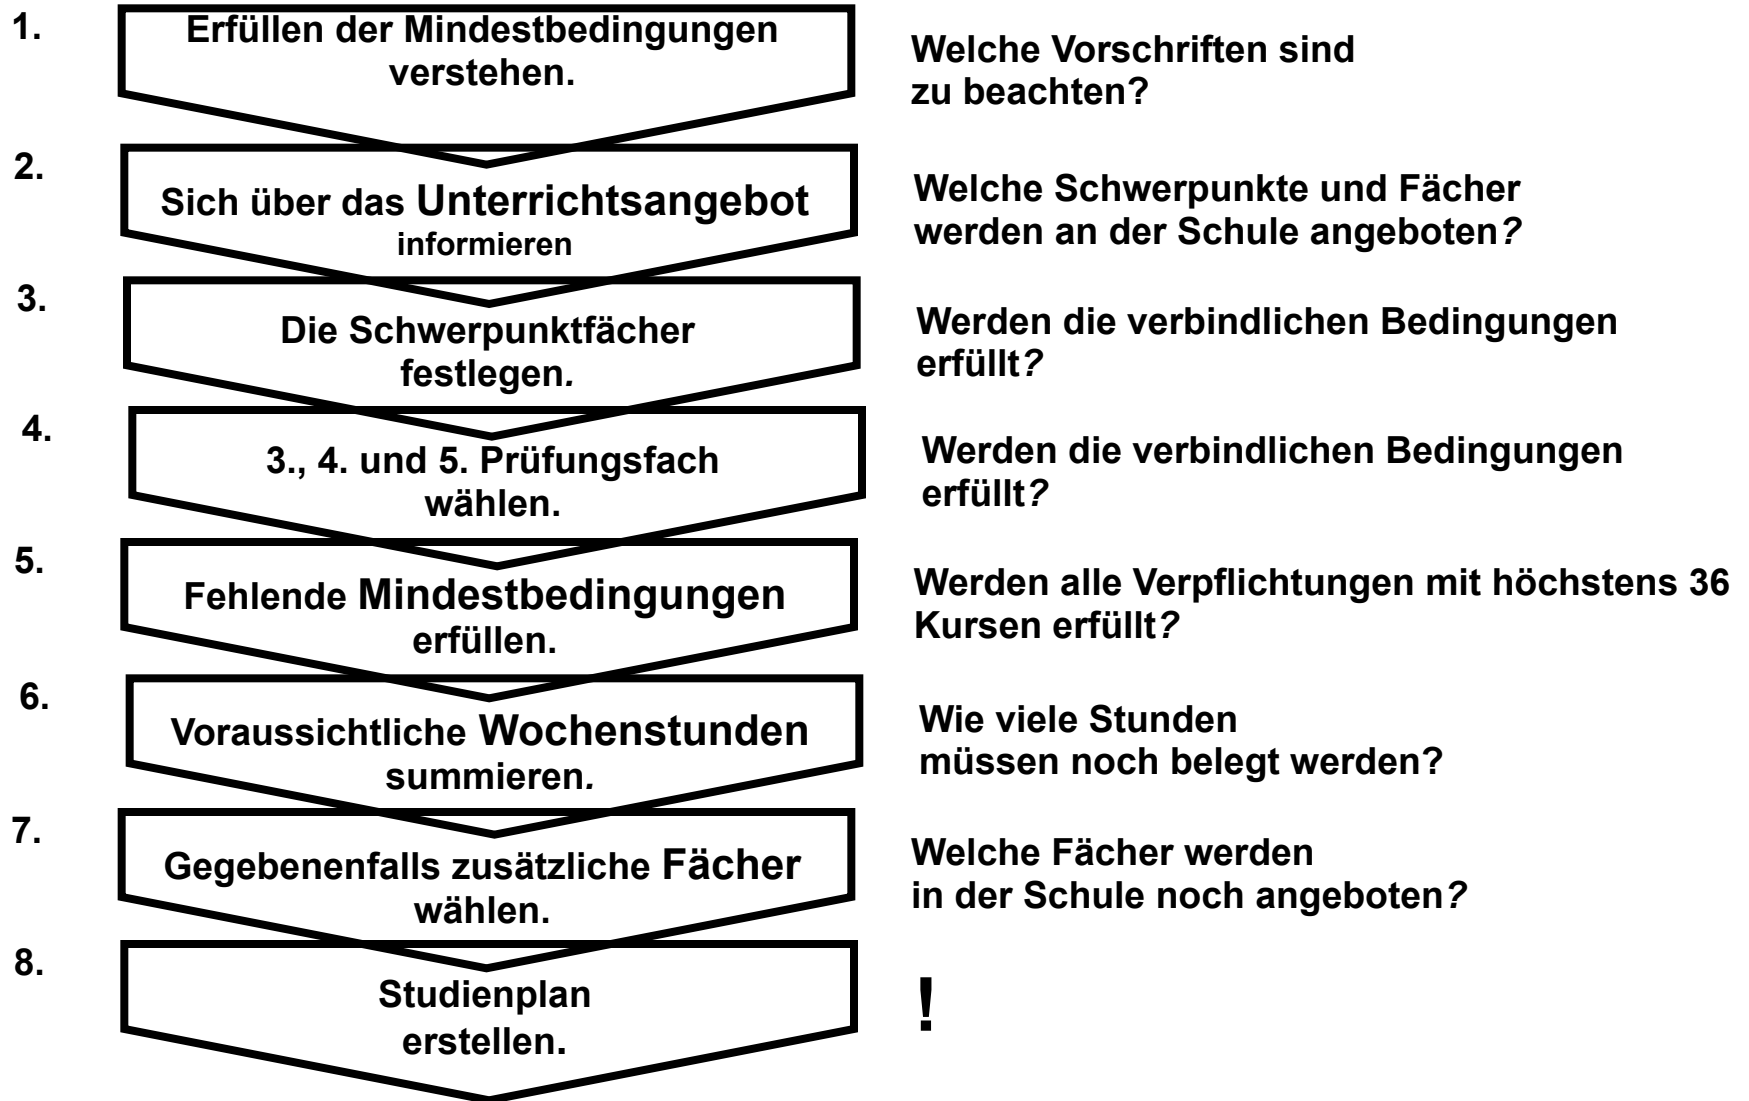 1.
Erfüllen der Mindestbedingungen
verstehen.
Welche Vorschriften sind
zu beachten?
2.
Sich über das Unterrichtsangebot
informieren
Welche Schwerpunkte und Fächer
werden an der Schule angeboten?
3.
Die Schwerpunktfächer
festlegen.
Werden die verbindlichen Bedingungen
erfüllt?
4.
3., 4. und 5. Prüfungsfach
wählen.
Werden die verbindlichen Bedingungen
erfüllt?
5.
Fehlende Mindestbedingungen
erfüllen.
Werden alle Verpflichtungen mit höchstens 36
Kursen erfüllt?
6.
Voraussichtliche Wochenstunden
summieren.
Wie viele Stunden
müssen noch belegt werden?
7.
Gegebenenfalls zusätzliche Fächer
wählen.
Welche Fächer werden
in der Schule noch angeboten?
8.
Studienplan
erstellen.
!